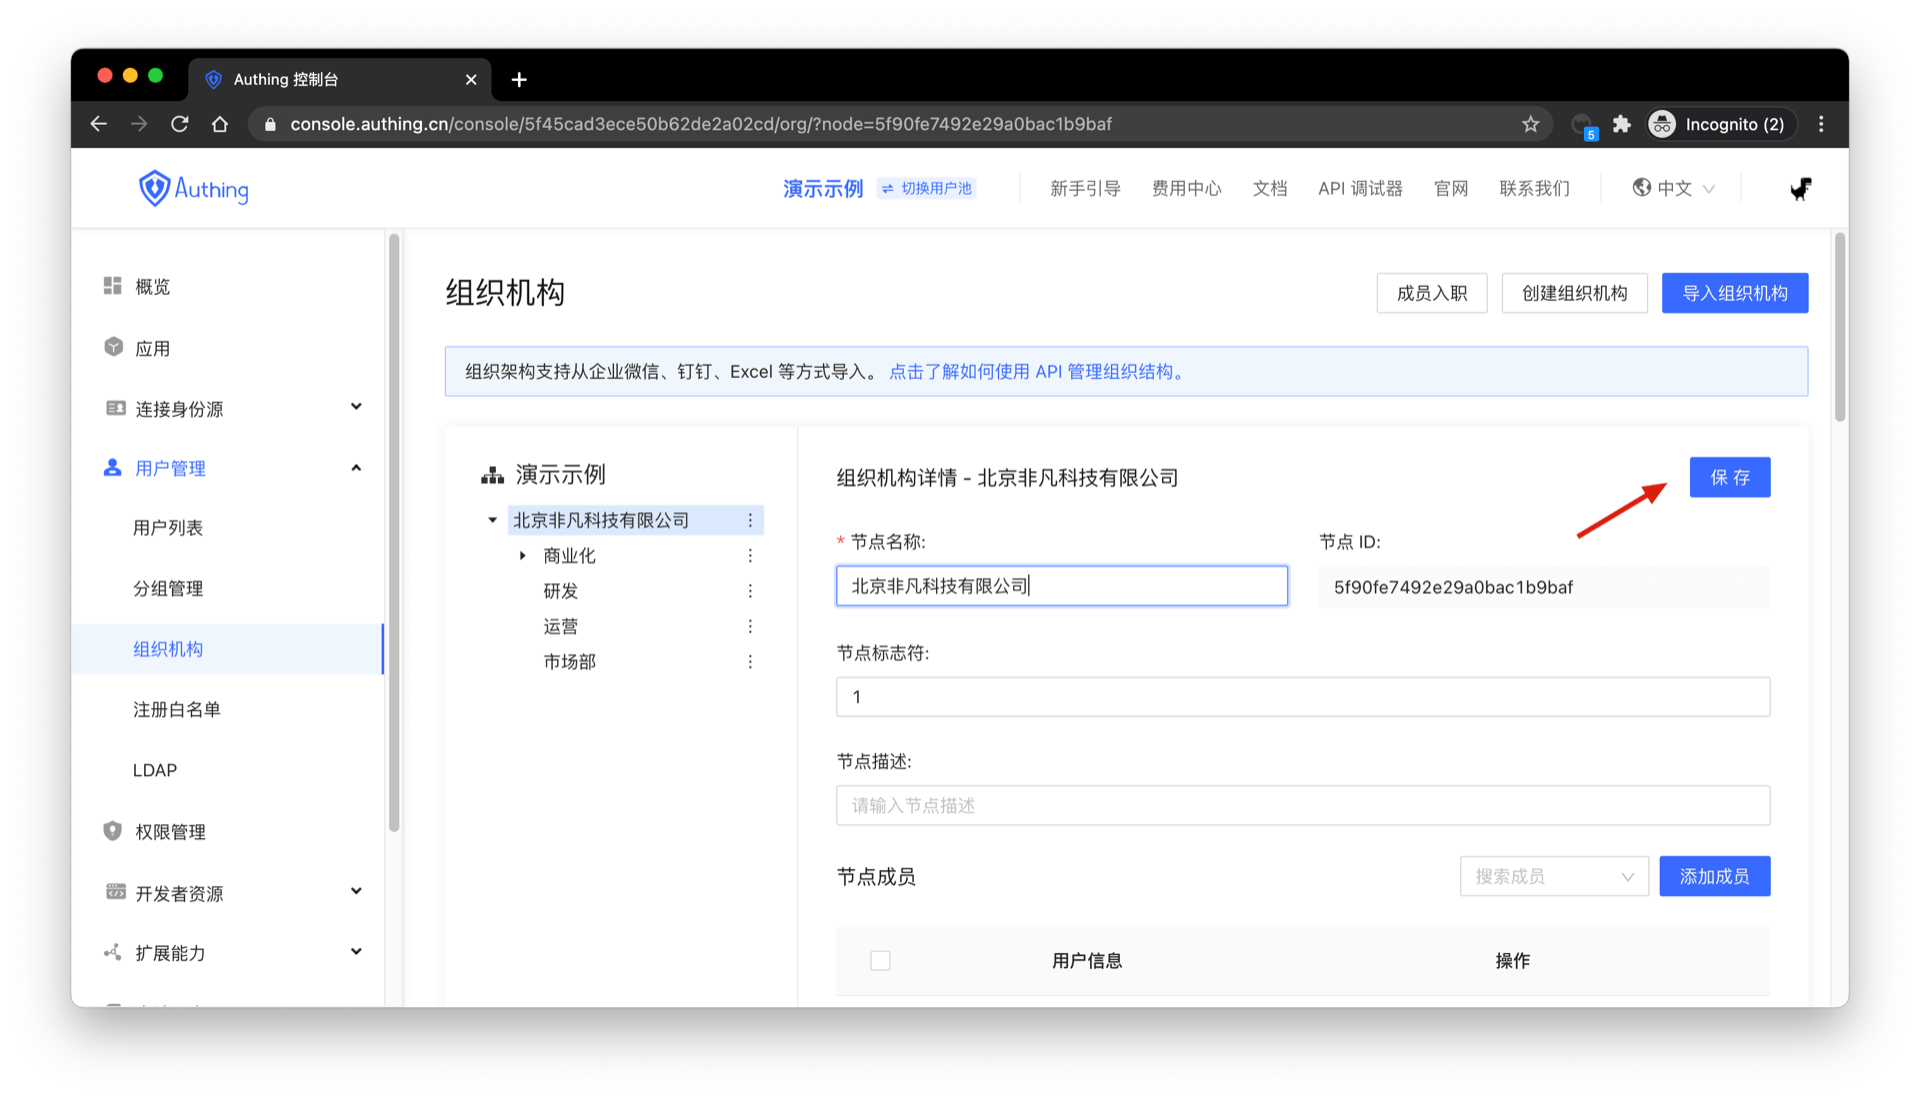 Authing 控制台
console.authing.cn/console/5f45cad3ece50b62de2a02cd/org/?node=5f90fe7492e29a0bac1b9baf
5
Incognito (2)
Authing
演示示例
切换用户池
新手引导
费用中心
文档
API 调试器
官网
联系我们
中文
概览
应用
连接身份源
用户管理
用户列表
分组管理
组织机构
注册白名单
LDAP
权限管理
开发者资源
扩展能力
组织机构
成员入职
创建组织机构
导入组织机构
组织架构支持从企业微信、钉钉、Excel 等方式导入。 点击了解如何使用 API 管理组织结构。
演示示例
北京非凡科技有限公司
商业化
研发
运营
市场部
组织机构详情 - 北京非凡科技有限公司
保 存
* 节点名称:
北京非凡科技有限公司
节点 ID:
5f90fe7492e29a0bac1b9baf
节点标志符:
1
节点描述:
请输入节点描述
节点成员
搜索成员
添加成员
用户信息
操作